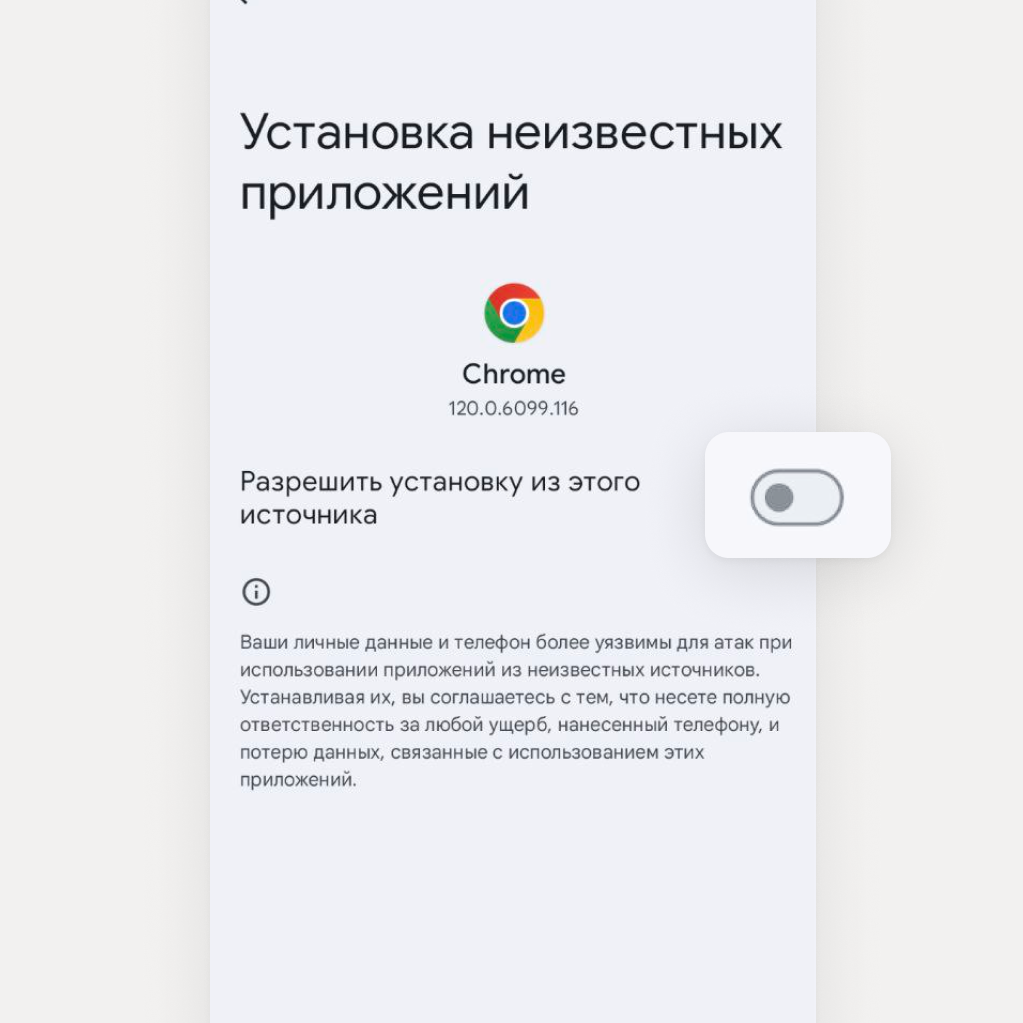 Установка неизвестных
приложений
Chrome
120.0.6099.116
Разрешить установку из этого
источника
Ваши личные данные и телефон более уязвимы для атак при
использовании приложений из неизвестных источников.
Устанавливая их, вы соглашаетесь с тем, что несете полную
ответственность за любой ущерб, нанесенный телефону, и
потерю данных, связанные с использованием этих
приложений.